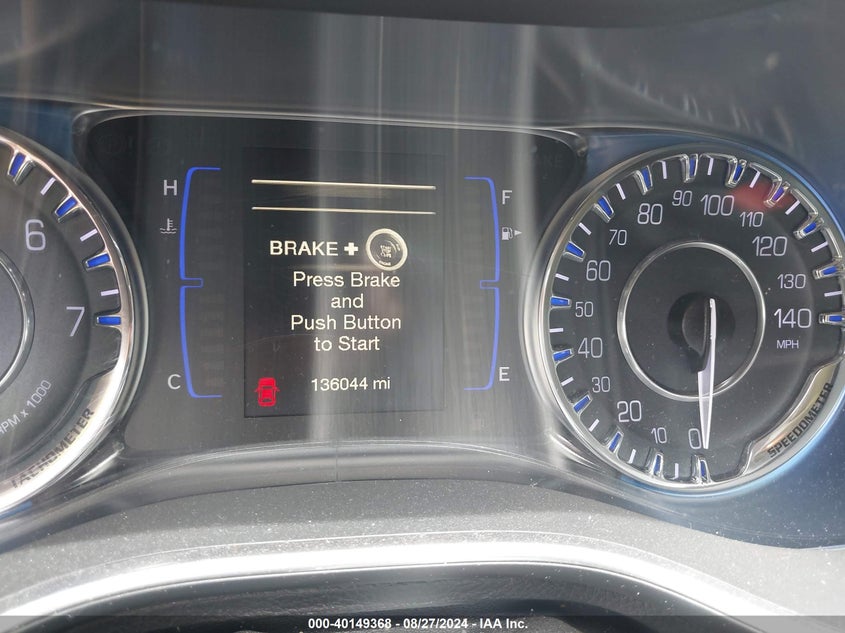 H
F
BRAKE +
Press Brake
and
Push Button
to Start
C
E
136044 mi
6
7
RPM x 1000
TACHOMETER
0
10
20
30
40
50
60
70
80
90
100
110
120
130
140
MPH
SPEEDOMETER
BRAKE
000-40149368 - 08/27/2024 - IAA Inc.